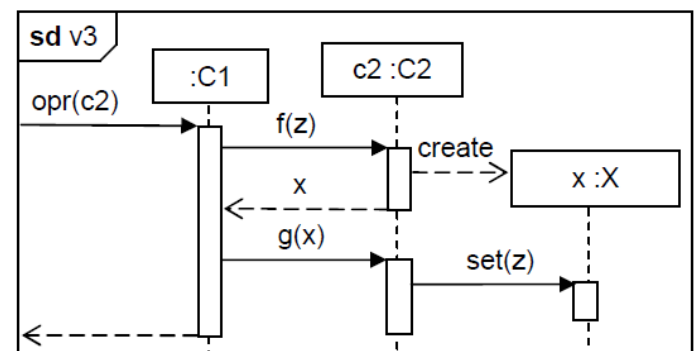 sd v3
:C1
c2 :C2
opr(c2)
f(z)
create
x :X
x
g(x)
set(z)